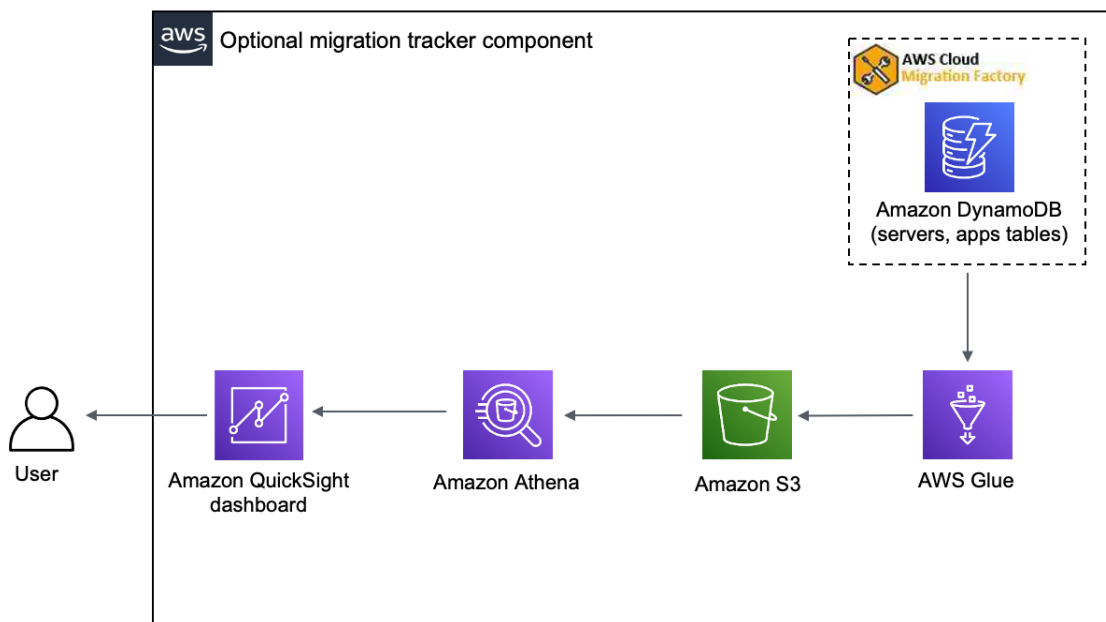 aws
Optional migration tracker component
AWS Cloud
Migration Factory
Amazon DynamoDB
(servers, apps tables)
User
Amazon QuickSight
dashboard
Amazon Athena
Amazon S3
AWS Glue